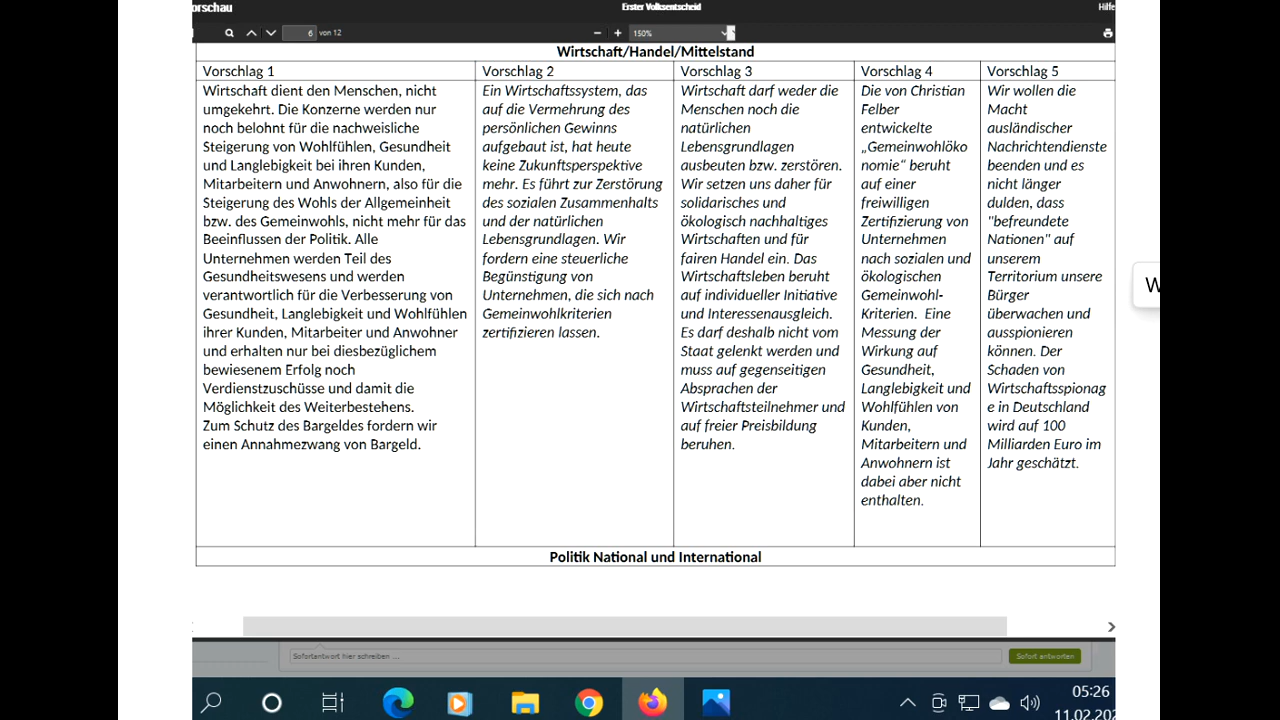 orschau
Erster Volksentscheid
Hilfe
6 von 12
150%
Wirtschaft/Handel/Mittelstand
Vorschlag 1
Wirtschaft dient den Menschen, nicht
umgekehrt. Die Konzerne werden nur
noch belohnt für die nachweisliche
Steigerung von Wohlfühlen, Gesundheit
und Langlebigkeit bei ihren Kunden,
Mitarbeitern und Anwohnern, also für die
Steigerung des Wohls der Allgemeinheit
bzw. des Gemeinwohls, nicht mehr für das
Beeinflussen der Politik. Alle
Unternehmen werden Teil des
Gesundheitswesens und werden
verantwortlich für die Verbesserung von
Gesundheit, Langlebigkeit und Wohlfühlen
ihrer Kunden, Mitarbeiter und Anwohner
und erhalten nur bei diesbezüglichem
bewiesenem Erfolg noch
Verdienstzuschüsse und damit die
Möglichkeit des Weiterbestehens.
Zum Schutz des Bargeldes fordern wir
einen Annahmezwang von Bargeld.
Vorschlag 2
Ein Wirtschaftssystem, das
auf die Vermehrung des
persönlichen Gewinns
aufgebaut ist, hat heute
keine Zukunftsperspektive
mehr. Es führt zur Zerstörung
des sozialen Zusammenhalts
und der natürlichen
Lebensgrundlagen. Wir
fordern eine steuerliche
Begünstigung von
Unternehmen, die sich nach
Gemeinwohlkriterien
zertifizieren lassen.
Vorschlag 3
Wirtschaft darf weder die
Menschen noch die
natürlichen
Lebensgrundlagen
ausbeuten bzw. zerstören.
Wir setzen uns daher für
solidarisches und
ökologisch nachhaltiges
Wirtschaften und für
fairen Handel ein. Das
Wirtschaftsleben beruht
auf individueller Initiative
und Interessenausgleich.
Es darf deshalb nicht vom
Staat gelenkt werden und
muss auf gegenseitigen
Absprachen der
Wirtschaftsteilnehmer und
auf freier Preisbildung
beruhen.
Vorschlag 4
Die von Christian
Felber
entwickelte
„Gemeinwohlöko
nomie“ beruht
auf einer
freiwilligen
Zertifizierung von
Unternehmen
nach sozialen und
ökologischen
Gemeinwohl-
Kriterien. Eine
Messung der
Wirkung auf
Gesundheit,
Langlebigkeit und
Wohlfühlen von
Kunden,
Mitarbeitern und
Anwohnern ist
dabei aber nicht
enthalten.
Vorschlag 5
Wir wollen die
Macht
ausländischer
Nachrichtendienste
beenden und es
nicht länger
dulden, dass
"befreundete
Nationen" auf
unserem
Territorium unsere
Bürger
überwachen und
ausspionieren
können. Der
Schaden von
Wirtschaftsspionag
e in Deutschland
wird auf 100
Milliarden Euro im
Jahr geschätzt.
Politik National und International
W
Sofortantwort hier schreiben ...
Sofort antworten
05:26
11.02.202